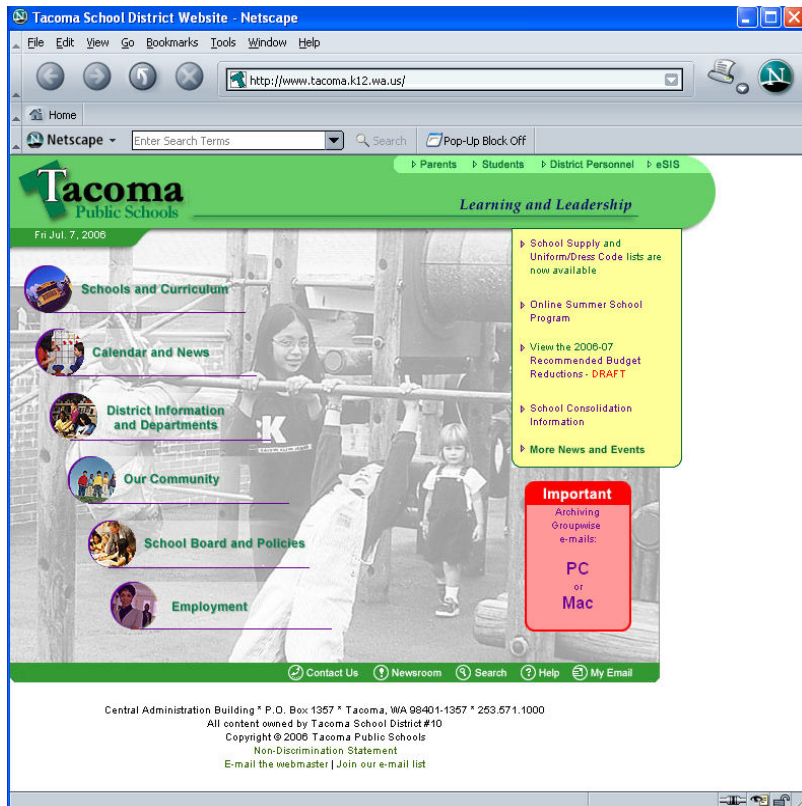 Tacoma School District Website - Netscape
File Edit View Go Bookmarks Tools Window Help
http://www.tacoma.k12.wa.us/
N
Home
Netscape Enter Search Terms Search Pop-Up Block Off
Parents Students District Personnel eSIS
Tacoma
Public Schools
Learning and Leadership
Fri Jul. 7, 2006
Schools and Curriculum
Calendar and News
District Information
and Departments
Our Community
School Board and Policies
Employment
School Supply and
Uniform/Dress Code lists are
now available
Online Summer School
Program
View the 2006-07
Recommended Budget
Reductions - DRAFT
School Consolidation
Information
More News and Events
Important
Archiving
Groupwise
e-mails:
PC
or
Mac
Contact Us Newsroom Search Help My Email
Central Administration Building * P.O. Box 1357 * Tacoma, WA 98401-1357 * 253.571.1000
All content owned by Tacoma School District #10
Copyright © 2006 Tacoma Public Schools
Non-Discrimination Statement
E-mail the webmaster | Join our e-mail list